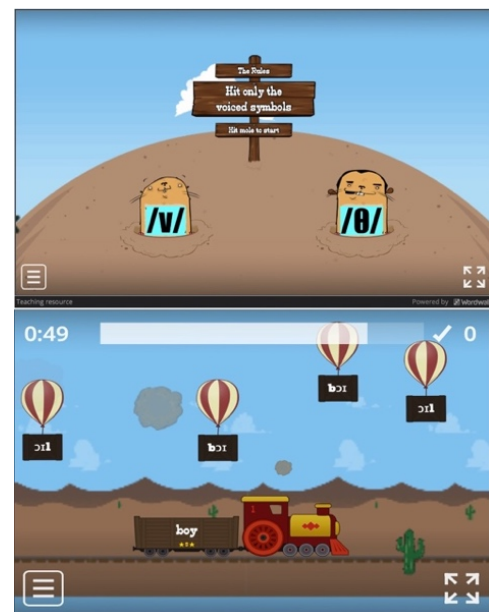 The Rules
Hit only the
voiced symbols
Hit mole to start
/v/
/θ/
Teaching resource
Powered by Wordwall
0:49
✓ 0
bɔɪ
ɔɪl
ɔɪl
bɔɪ
boy